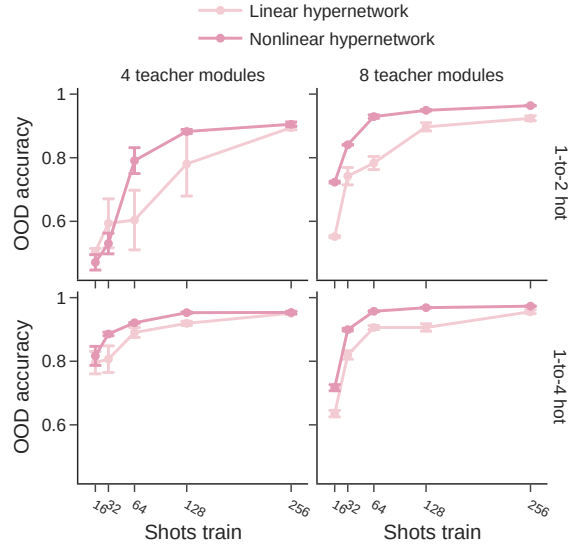 Linear hypernetwork
Nonlinear hypernetwork
4 teacher modules
8 teacher modules
1
0.8
0.6
OOD accuracy
1-to-2 hot
1
0.8
0.6
OOD accuracy
1-to-4 hot
16
32
64
128
256
16
32
64
128
256
Shots train
Shots train